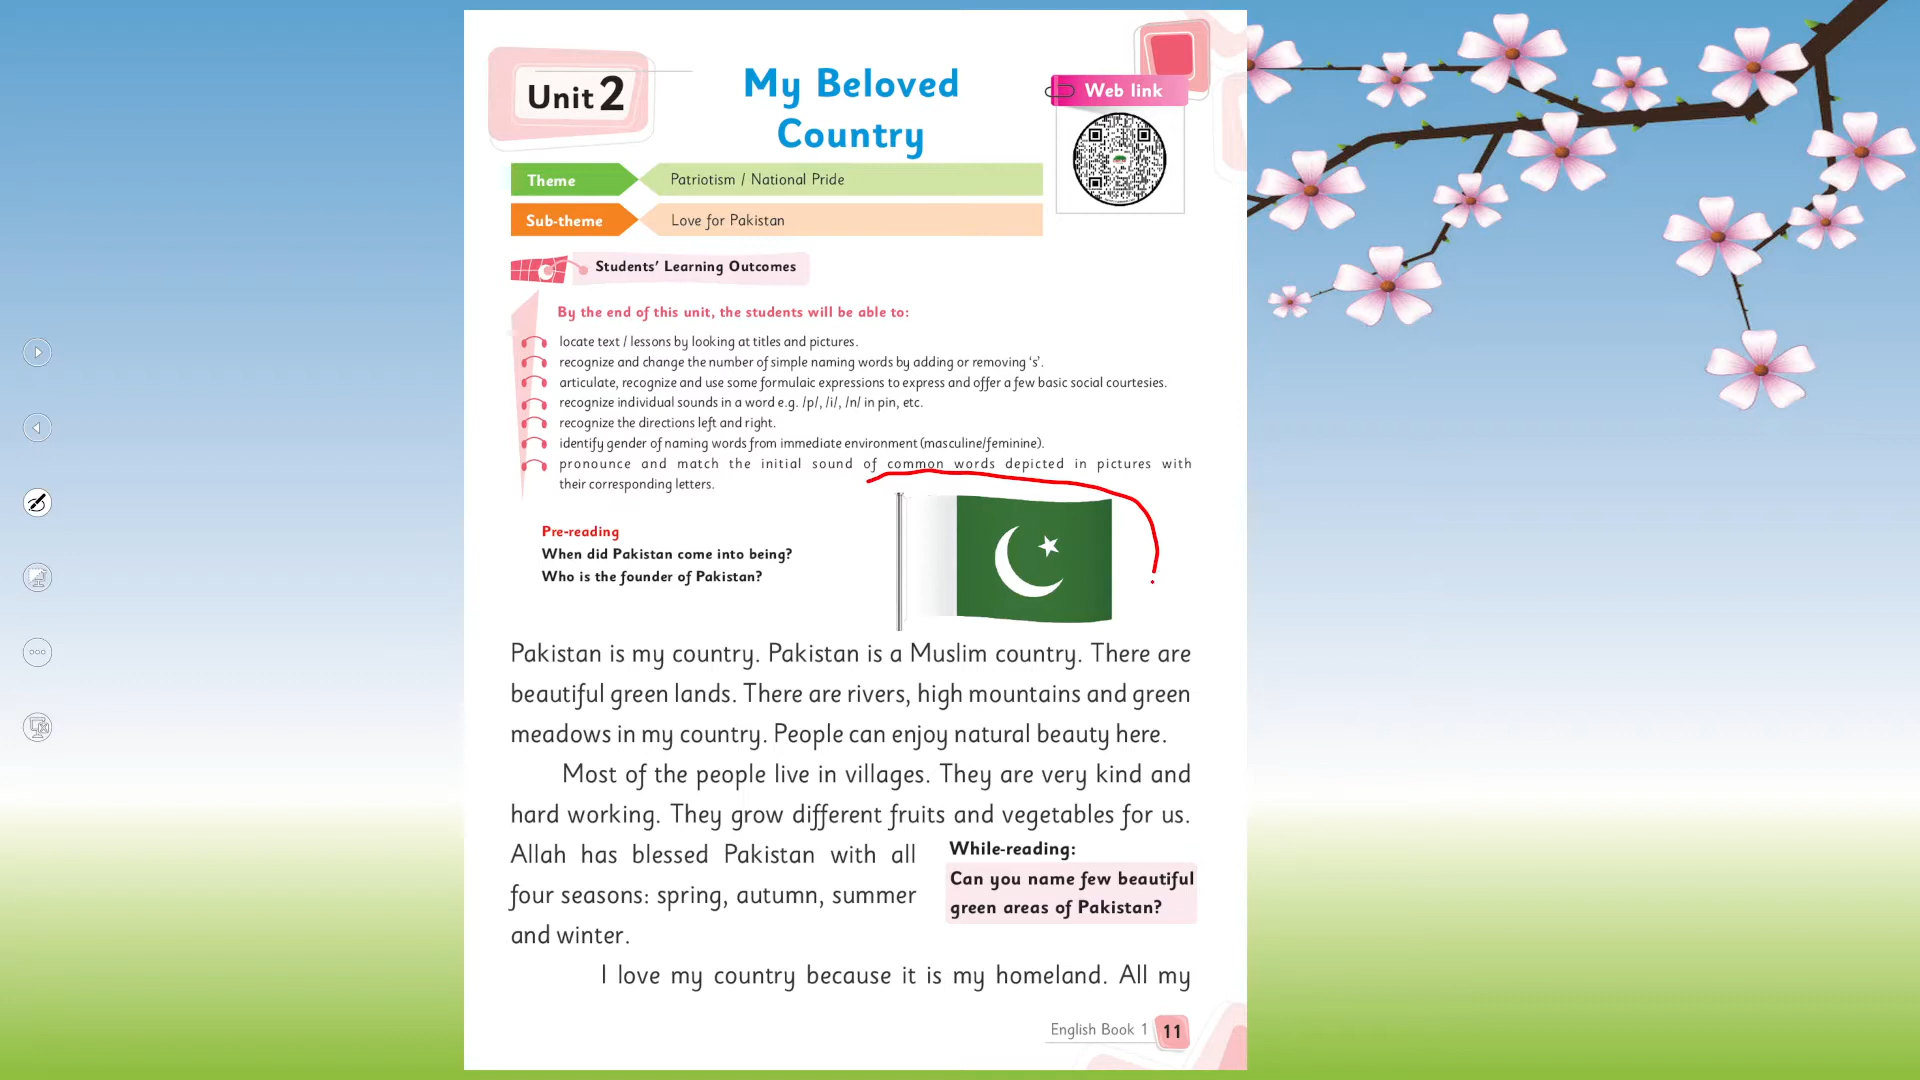 Unit 2
My Beloved
Country
Web link
Theme
Patriotism / National Pride
Sub-theme
Love for Pakistan
Students' Learning Outcomes
By the end of this unit, the students will be able to:
locate text / lessons by looking at titles and pictures.
recognize and change the number of simple naming words by adding or removing 's'.
articulate, recognize and use some formulaic expressions to express and offer a few basic social courtesies.
recognize individual sounds in a word e.g. /p/, /i/, /n/ in pin, etc.
recognize the directions left and right.
identify gender of naming words from immediate environment (masculine/feminine).
pronounce and match the initial sound of common words depicted in pictures with
their corresponding letters.
Pre-reading
When did Pakistan come into being?
Who is the founder of Pakistan?
Pakistan is my country. Pakistan is a Muslim country. There are
beautiful green lands. There are rivers, high mountains and green
meadows in my country. People can enjoy natural beauty here.
Most of the people live in villages. They are very kind and
hard working. They grow different fruits and vegetables for us.
Allah has blessed Pakistan with all
four seasons: spring, autumn, summer
and winter.
While-reading:
Can you name few beautiful
green areas of Pakistan?
I love my country because it is my homeland. All my
English Book 1
11